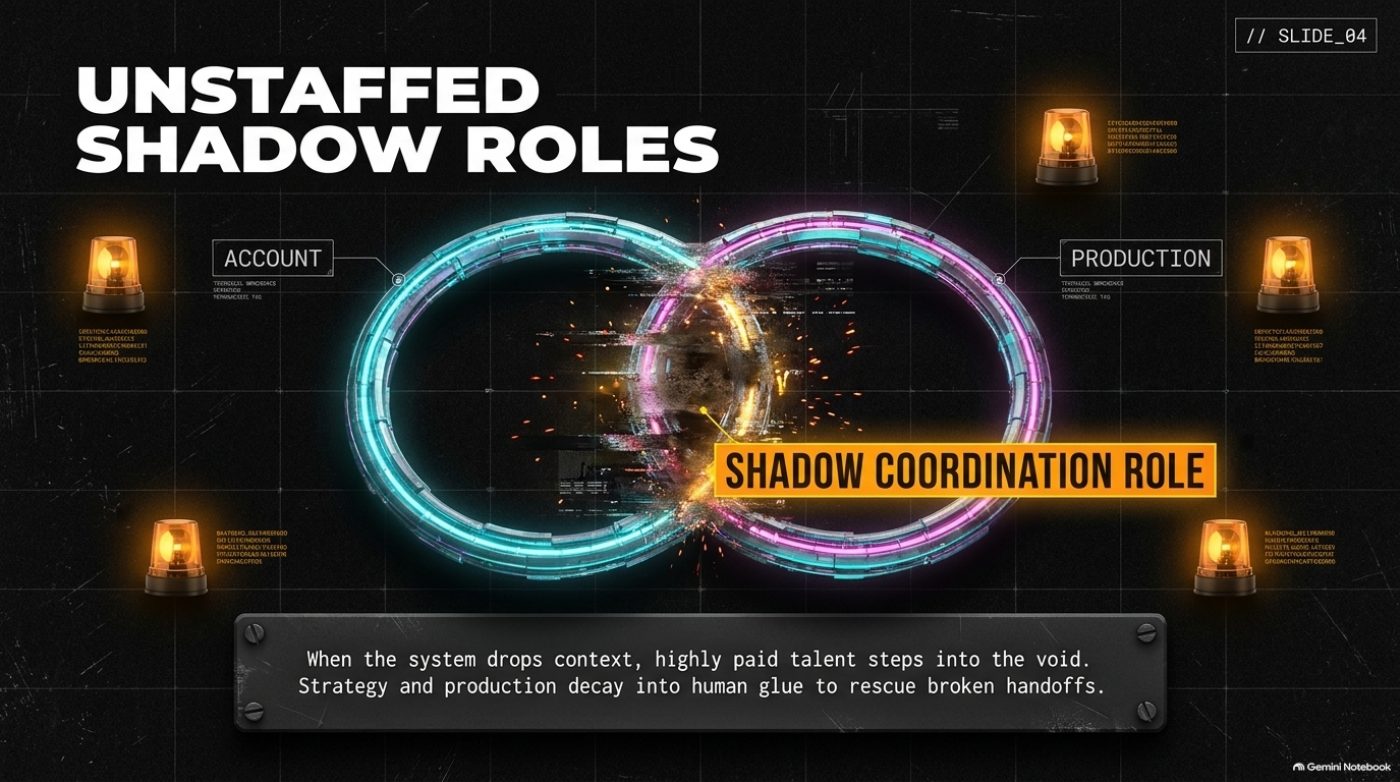 // SLIDE_04
UNSTAFFED
SHADOW ROLES
ACCOUNT
PRODUCTION
SHADOW COORDINATION ROLE
When the system drops context, highly paid talent steps into the void.
Strategy and production decay into human glue to rescue broken handoffs.
Gemini Notebook